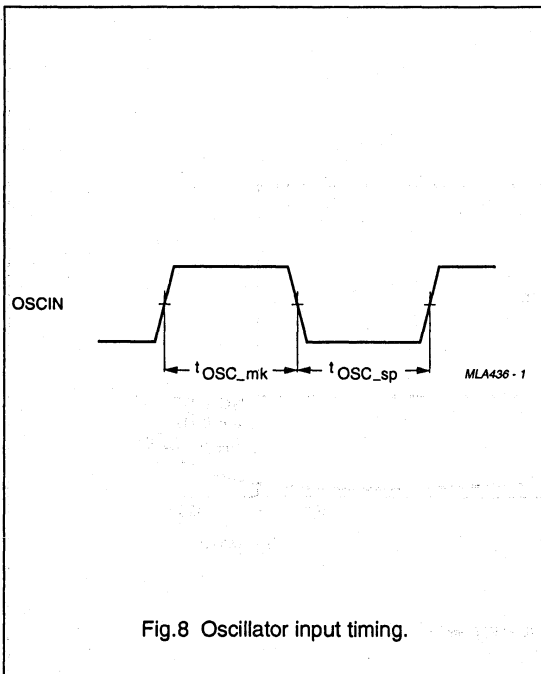 OSCIN
tOSC_mk
tOSC_sp
MLA436 - 1
Fig.8 Oscillator input timing.